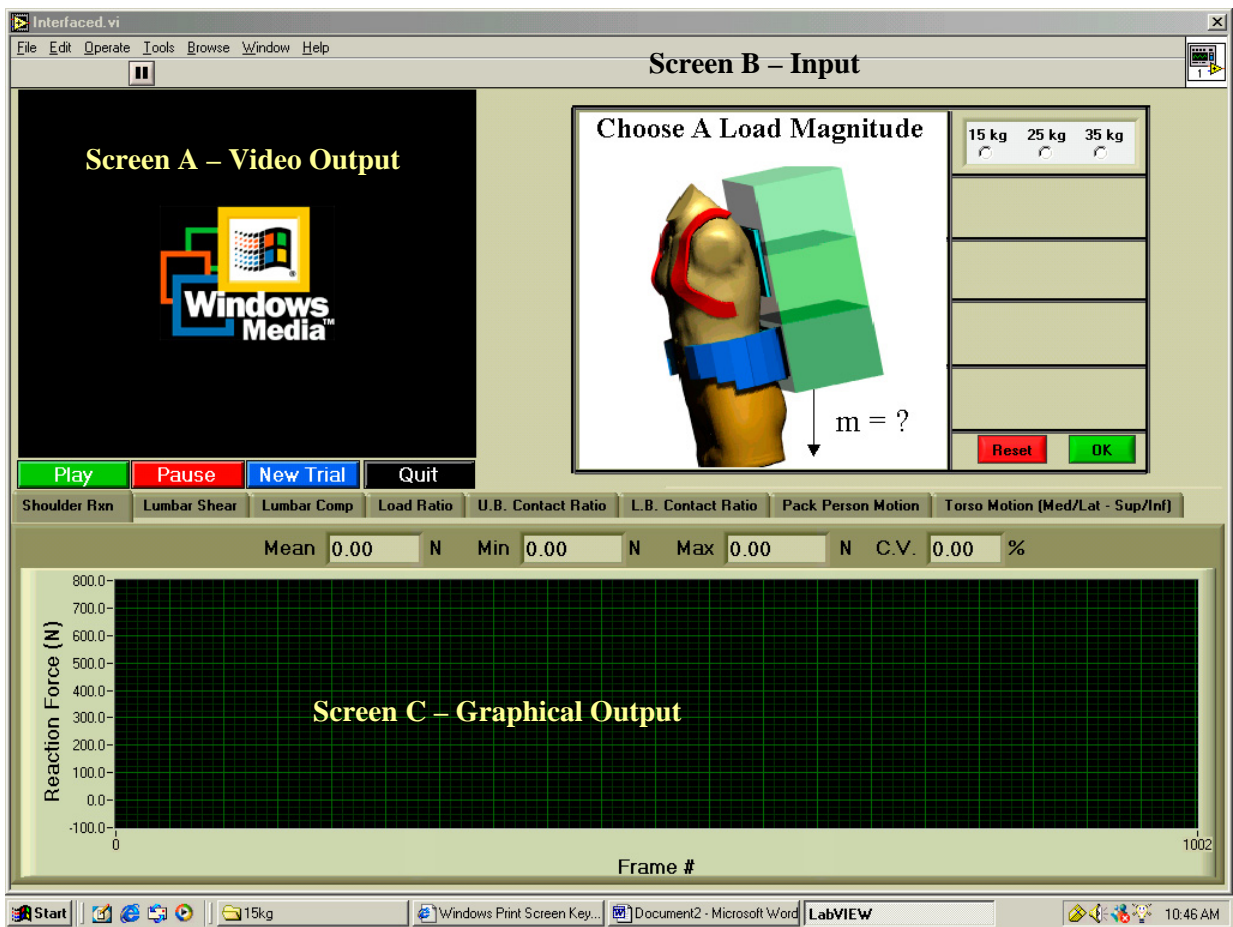 Interfaced.vi
File Edit Operate Tools Browse Window Help
Screen B – Input
1
Screen A – Video Output
Windows
Media™
Choose A Load Magnitude
m = ?
15 kg 25 kg 35 kg
Reset OK
Play Pause New Trial Quit
Shoulder Rxn Lumbar Shear Lumbar Comp Load Ratio U.B. Contact Ratio L.B. Contact Ratio Pack Person Motion Torso Motion (Med/Lat - Sup/Inf)
Mean 0.00 N Min 0.00 N Max 0.00 N C.V. 0.00 %
Reaction Force (N)
800.0
700.0
600.0
500.0
400.0
300.0
200.0
100.0
0.0
-100.0
Screen C – Graphical Output
0 1002
Frame #
Start 15kg Windows Print Screen Key... Document2 - Microsoft Word LabVIEW 10:46 AM